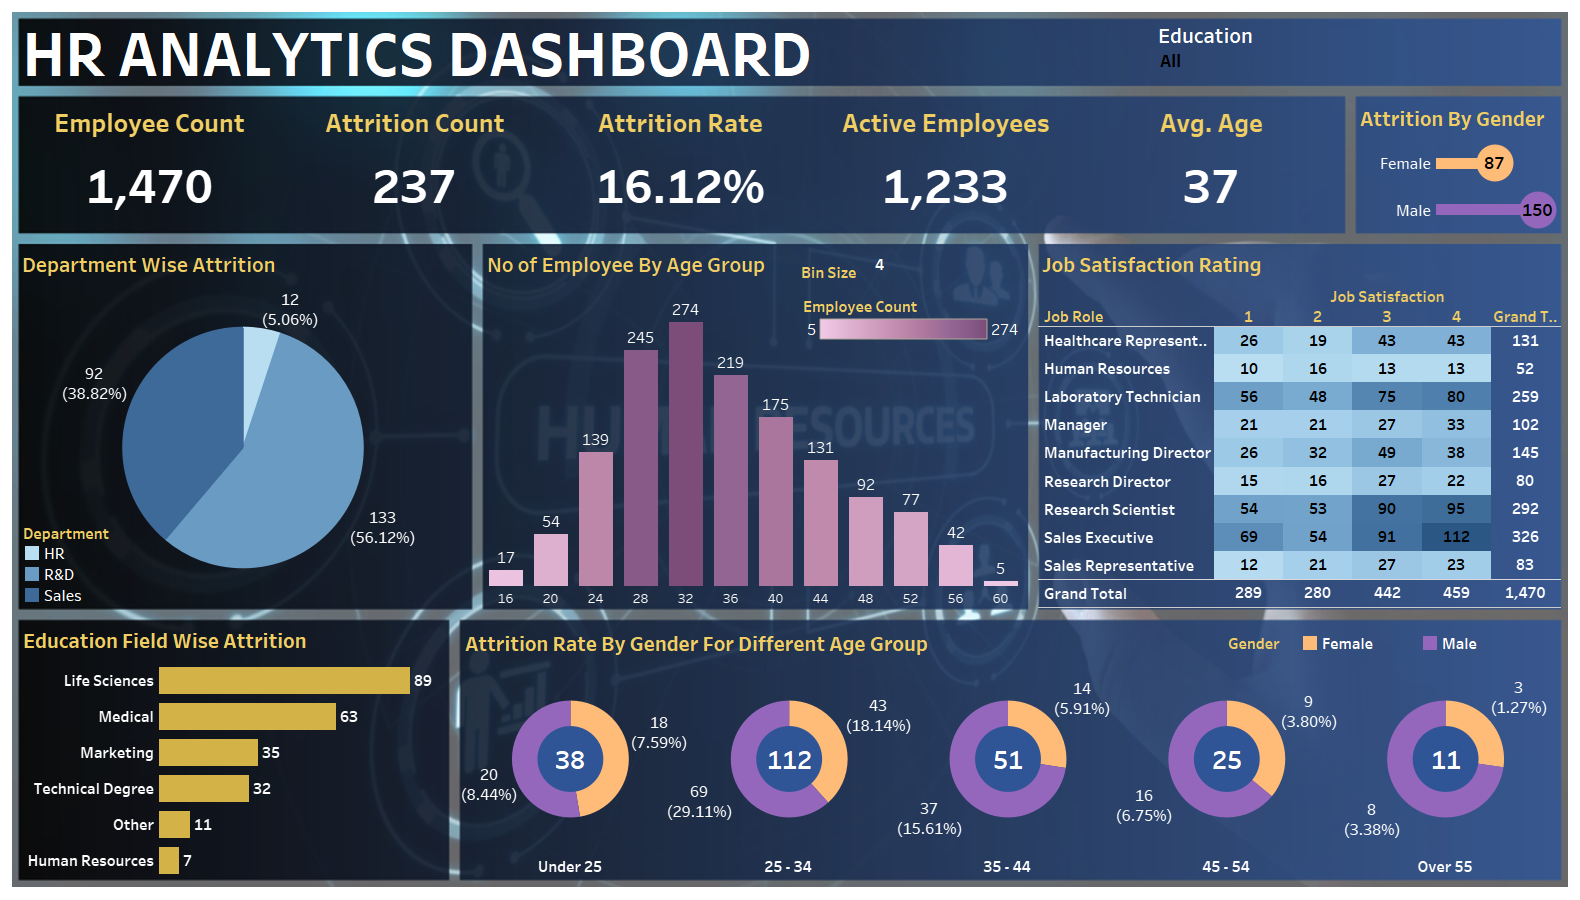 HR ANALYTICS DASHBOARD
Education
All
Employee Count
Attrition Count
Attrition Rate
Active Employees
Avg. Age
1,470
237
16.12%
1,233
37
Attrition By Gender
Female 87
Male 150
Department Wise Attrition
12
(5.06%)
92
(38.82%)
133
(56.12%)
Department
HR
R&D
Sales
No of Employee By Age Group
Bin Size 4
Employee Count
5 274
17 54 139 245 274 219 175 131 92 77 42 5
16 20 24 28 32 36 40 44 48 52 56 60
HUMAN RESOURCES
Job Satisfaction Rating
Job Satisfaction
Job Role 1 2 3 4 Grand T..
Healthcare Represent.. 26 19 43 43 131
Human Resources 10 16 13 13 52
Laboratory Technician 56 48 75 80 259
Manager 21 21 27 33 102
Manufacturing Director 26 32 49 38 145
Research Director 15 16 27 22 80
Research Scientist 54 53 90 95 292
Sales Executive 69 54 91 112 326
Sales Representative 12 21 27 23 83
Grand Total 289 280 442 459 1,470
Education Field Wise Attrition
Life Sciences 89
Medical 63
Marketing 35
Technical Degree 32
Other 11
Human Resources 7
Attrition Rate By Gender For Different Age Group
Gender Female Male
18
(7.59%)
38
20
(8.44%)
Under 25
43
(18.14%)
112
69
(29.11%)
25 - 34
14
(5.91%)
51
37
(15.61%)
35 - 44
9
(3.80%)
25
16
(6.75%)
45 - 54
3
(1.27%)
11
8
(3.38%)
Over 55